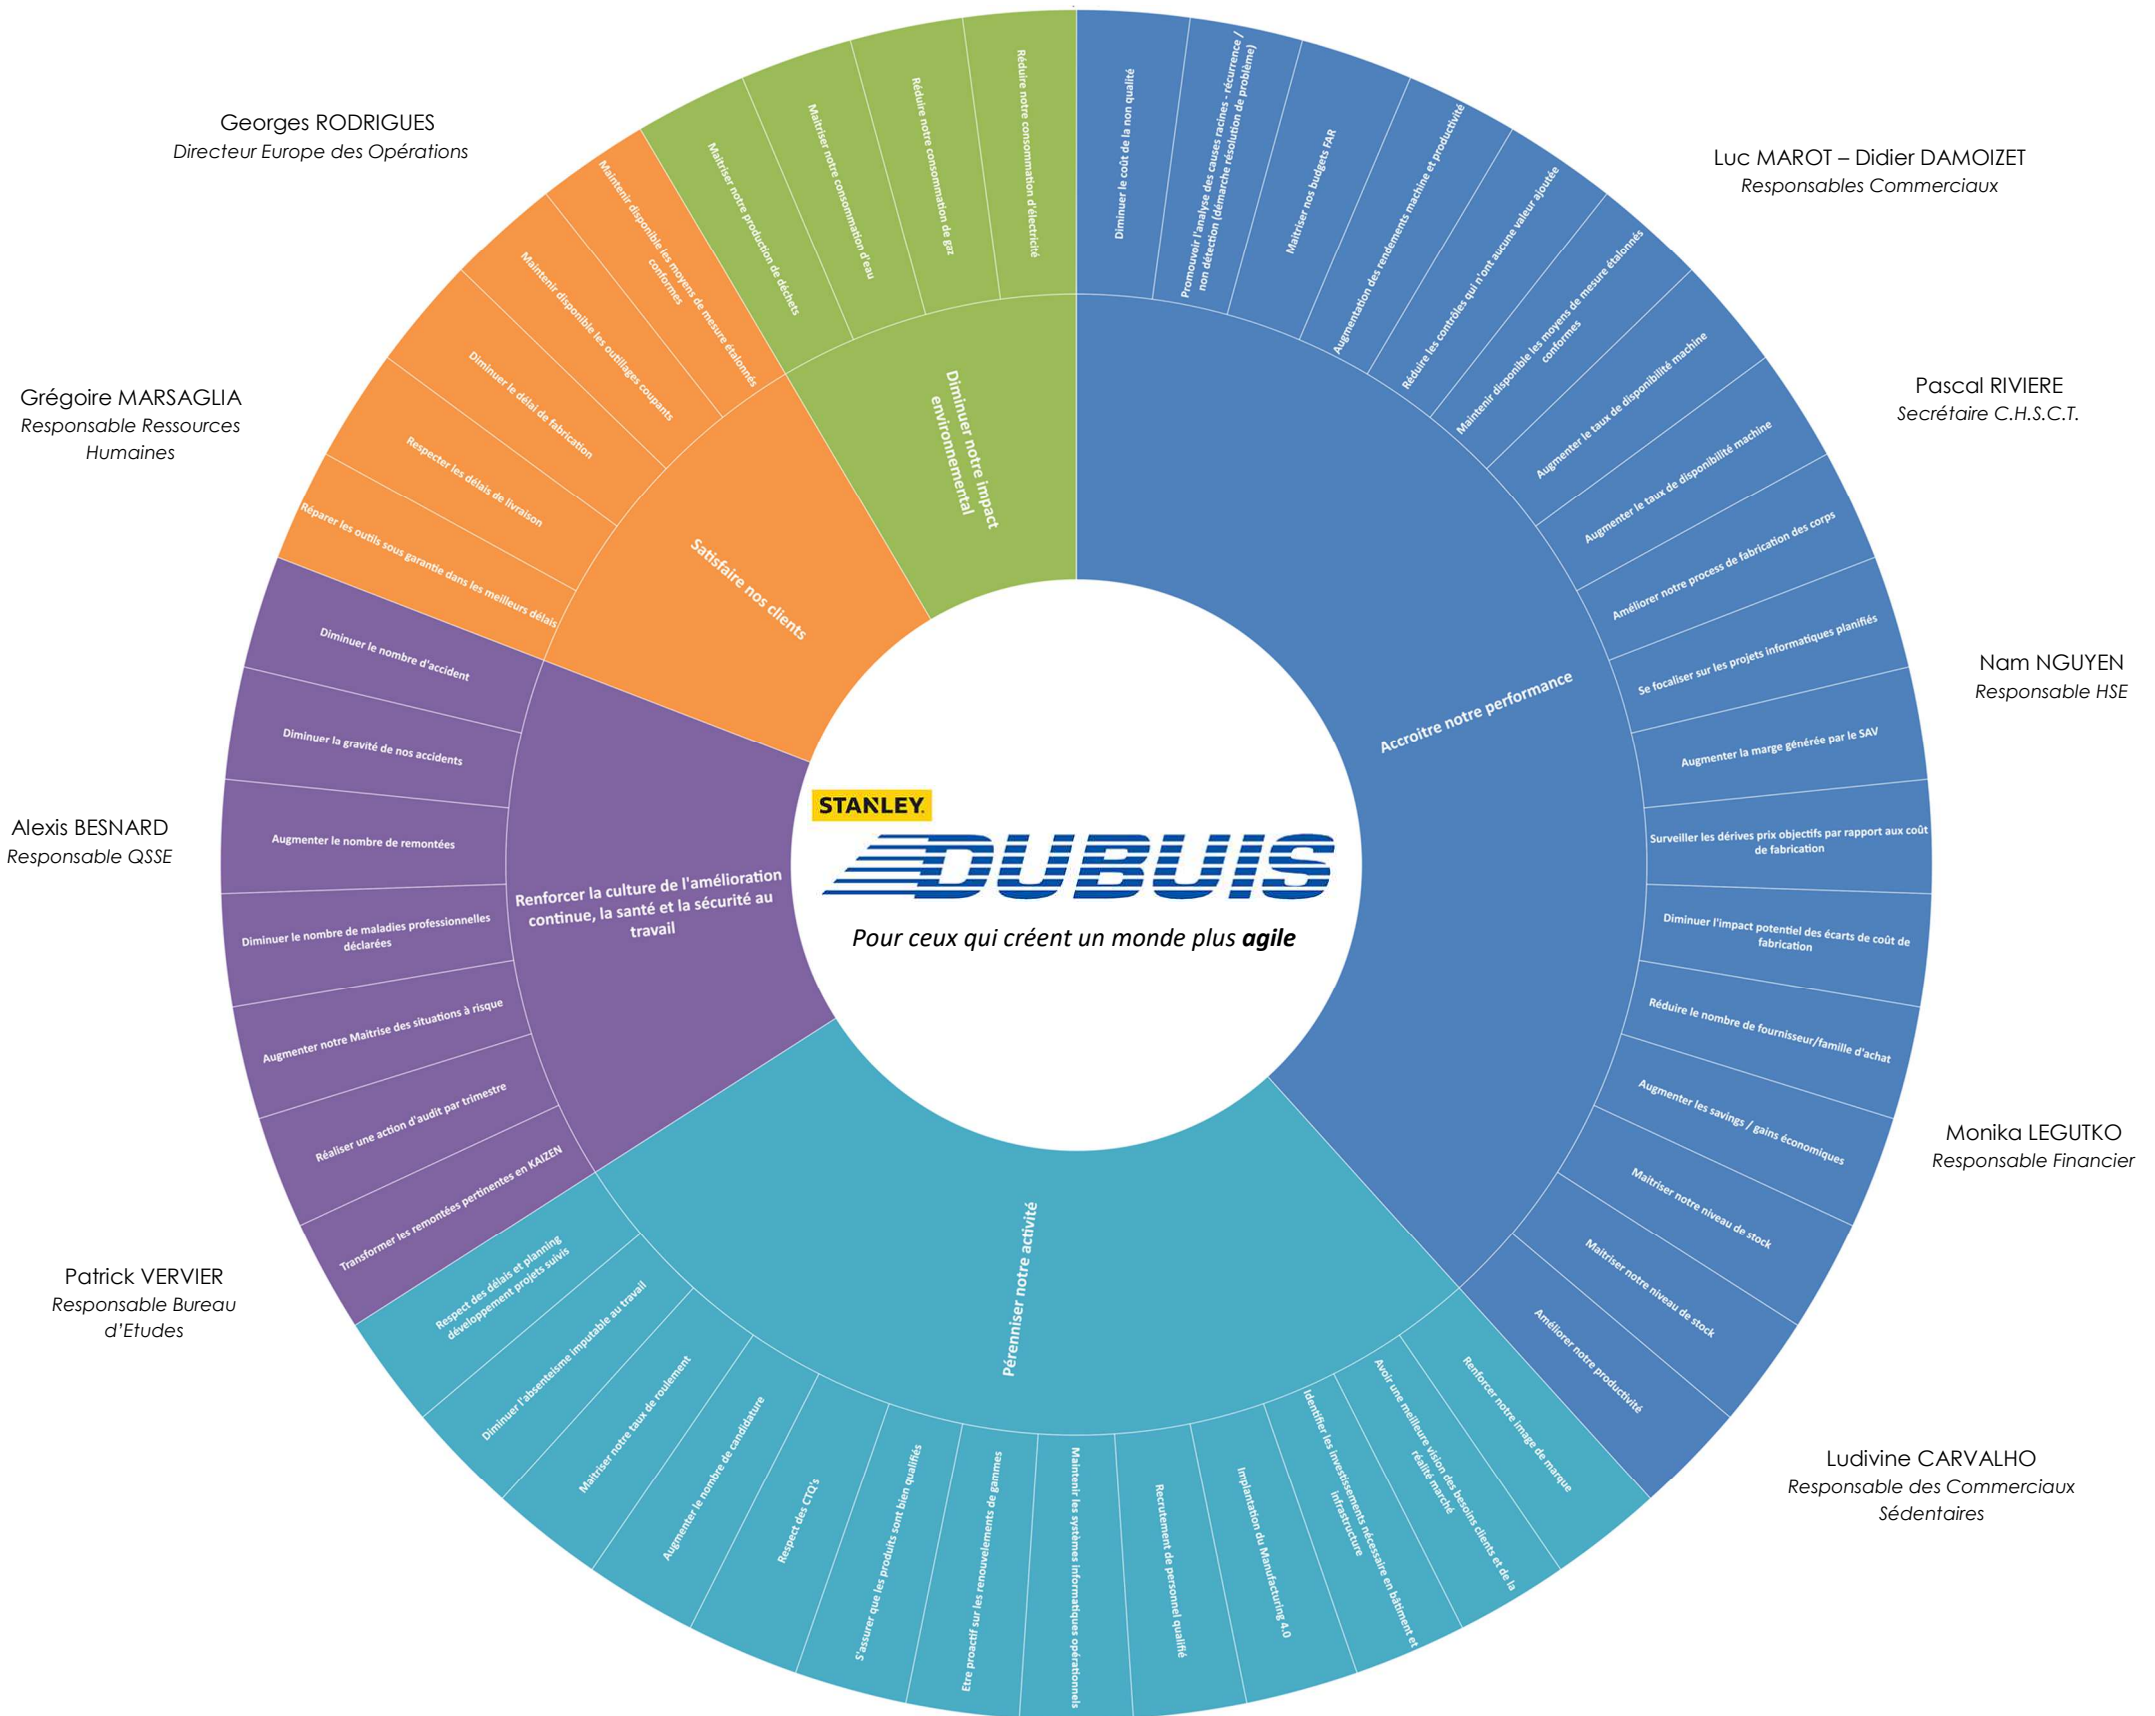 Georges RODRIGUES
Directeur Europe des Opérations
Luc MAROT – Didier DAMOIZET
Responsables Commerciaux
Pascal RIVIERE
Secrétaire C.H.S.C.T.
Nam NGUYEN
Responsable HSE
Monika LEGUTKO
Responsable Financier
Ludivine CARVALHO
Responsable des Commerciaux
Sédentaires
Patrick VERVIER
Responsable Bureau
d'Etudes
Alexis BESNARD
Responsable QSSE
Grégoire MARSAGLIA
Responsable Ressources
Humaines
STANLEY.
DUBUIS
Pour ceux qui créent un monde plus agile
Accroitre notre performance
Diminuer le coût de la non qualité
Promouvoir l'analyse des causes racines - récurrence /
non détection (démarche résolution de problème)
Maitriser nos budgets FAR
Augmentation des rendements machine et productivité
Réduire les contrôles qui n'ont aucune valeur ajoutée
Maintenir disponible les moyens de mesure étalonnés
conformes
Augmenter le taux de disponibilité machine
Augmenter le taux de disponibilité machine
Améliorer notre process de fabrication des corps
Se focaliser sur les projets informatiques planifiés
Augmenter la marge générée par le SAV
Surveiller les dérives prix objectifs par rapport aux coût
de fabrication
Diminuer l'impact potentiel des écarts de coût de
fabrication
Réduire le nombre de fournisseur/famille d'achat
Augmenter les savings / gains économiques
Maitriser notre niveau de stock
Maitriser notre niveau de stock
Améliorer notre productivité
Pérenniser notre activité
Renforcer notre image de marque
Avoir une meilleure vision des besoins clients et de la
réalité marché
Identifier les investissements nécessaire en bâtiment et
infrastructure
Implantation du Manufacturing 4.0
Recrutement de personnel qualifié
Maintenir les systèmes informatiques opérationnels
Etre proactif sur les renouvelements de gammes
S'assurer que les produits sont bien qualifiés
Respect des CTQ's
Augmenter le nombre de candidature
Maitriser notre taux de roulement
Diminuer l'absenteisme imputable au travail
Respect des délais et planning
développement projets suivis
Renforcer la culture de l'amélioration
continue, la santé et la sécurité au
travail
Transformer les remontées pertinentes en KAIZEN
Réaliser une action d'audit par trimestre
Augmenter notre Maitrise des situations à risque
Diminuer le nombre de maladies professionnelles
déclarées
Augmenter le nombre de remontées
Diminuer la gravité de nos accidents
Diminuer le nombre d'accident
Satisfaire nos clients
Réparer les outils sous garantie dans les meilleurs délais
Respecter les délais de livraison
Diminuer le délai de fabrication
Maintenir disponible les outillages coupants
Maintenir disponible les moyens de mesure étalonnés
conformes
Diminuer notre impact
environnemental
Maitriser notre production de déchets
Maitriser notre consommation d'eau
Réduire notre consommation de gaz
Réduire notre consommation d'électricité